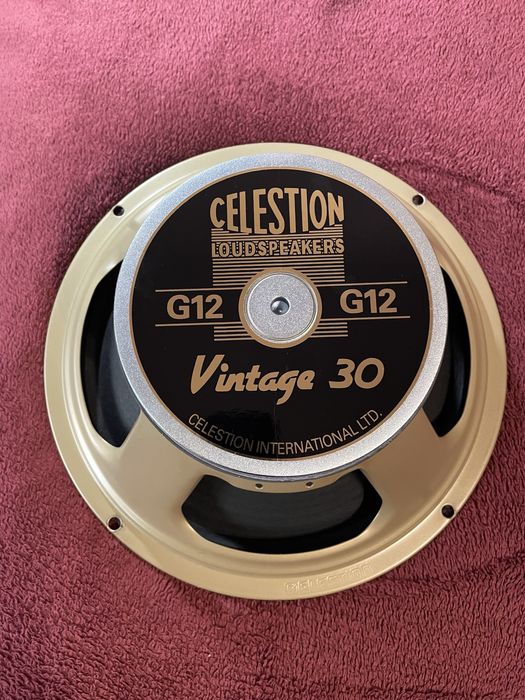 CELESTION
LOUDSPEAKERS
G12 G12
Vintage 30
CELESTION INTERNATIONAL LTD.